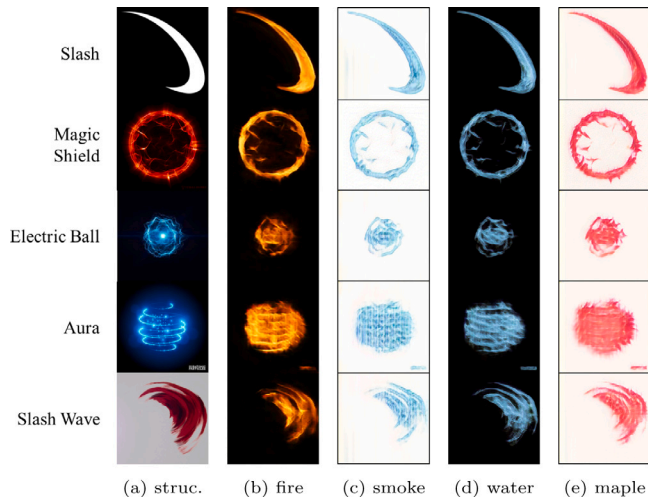 Slash
Magic
Shield
Electric Ball
Aura
Slash Wave
(a) struc.
(b) fire
(c) smoke
(d) water
(e) maple